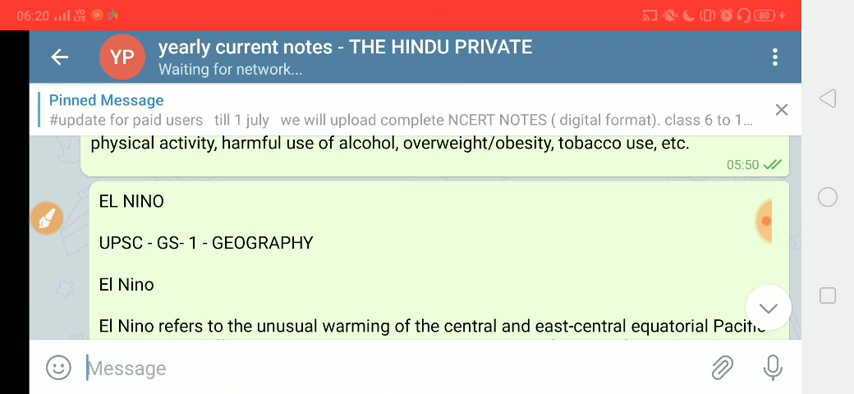 06:20 VO LTE 80
yearly current notes - THE HINDU PRIVATE
YP
Waiting for network...
Pinned Message
#update for paid users till 1 july we will upload complete NCERT NOTES ( digital format). class 6 to 1...
physical activity, harmful use of alcohol, overweight/obesity, tobacco use, etc.
05:50
EL NINO
UPSC - GS- 1 - GEOGRAPHY
El Nino
El Nino refers to the unusual warming of the central and east-central equatorial Pacific
Message